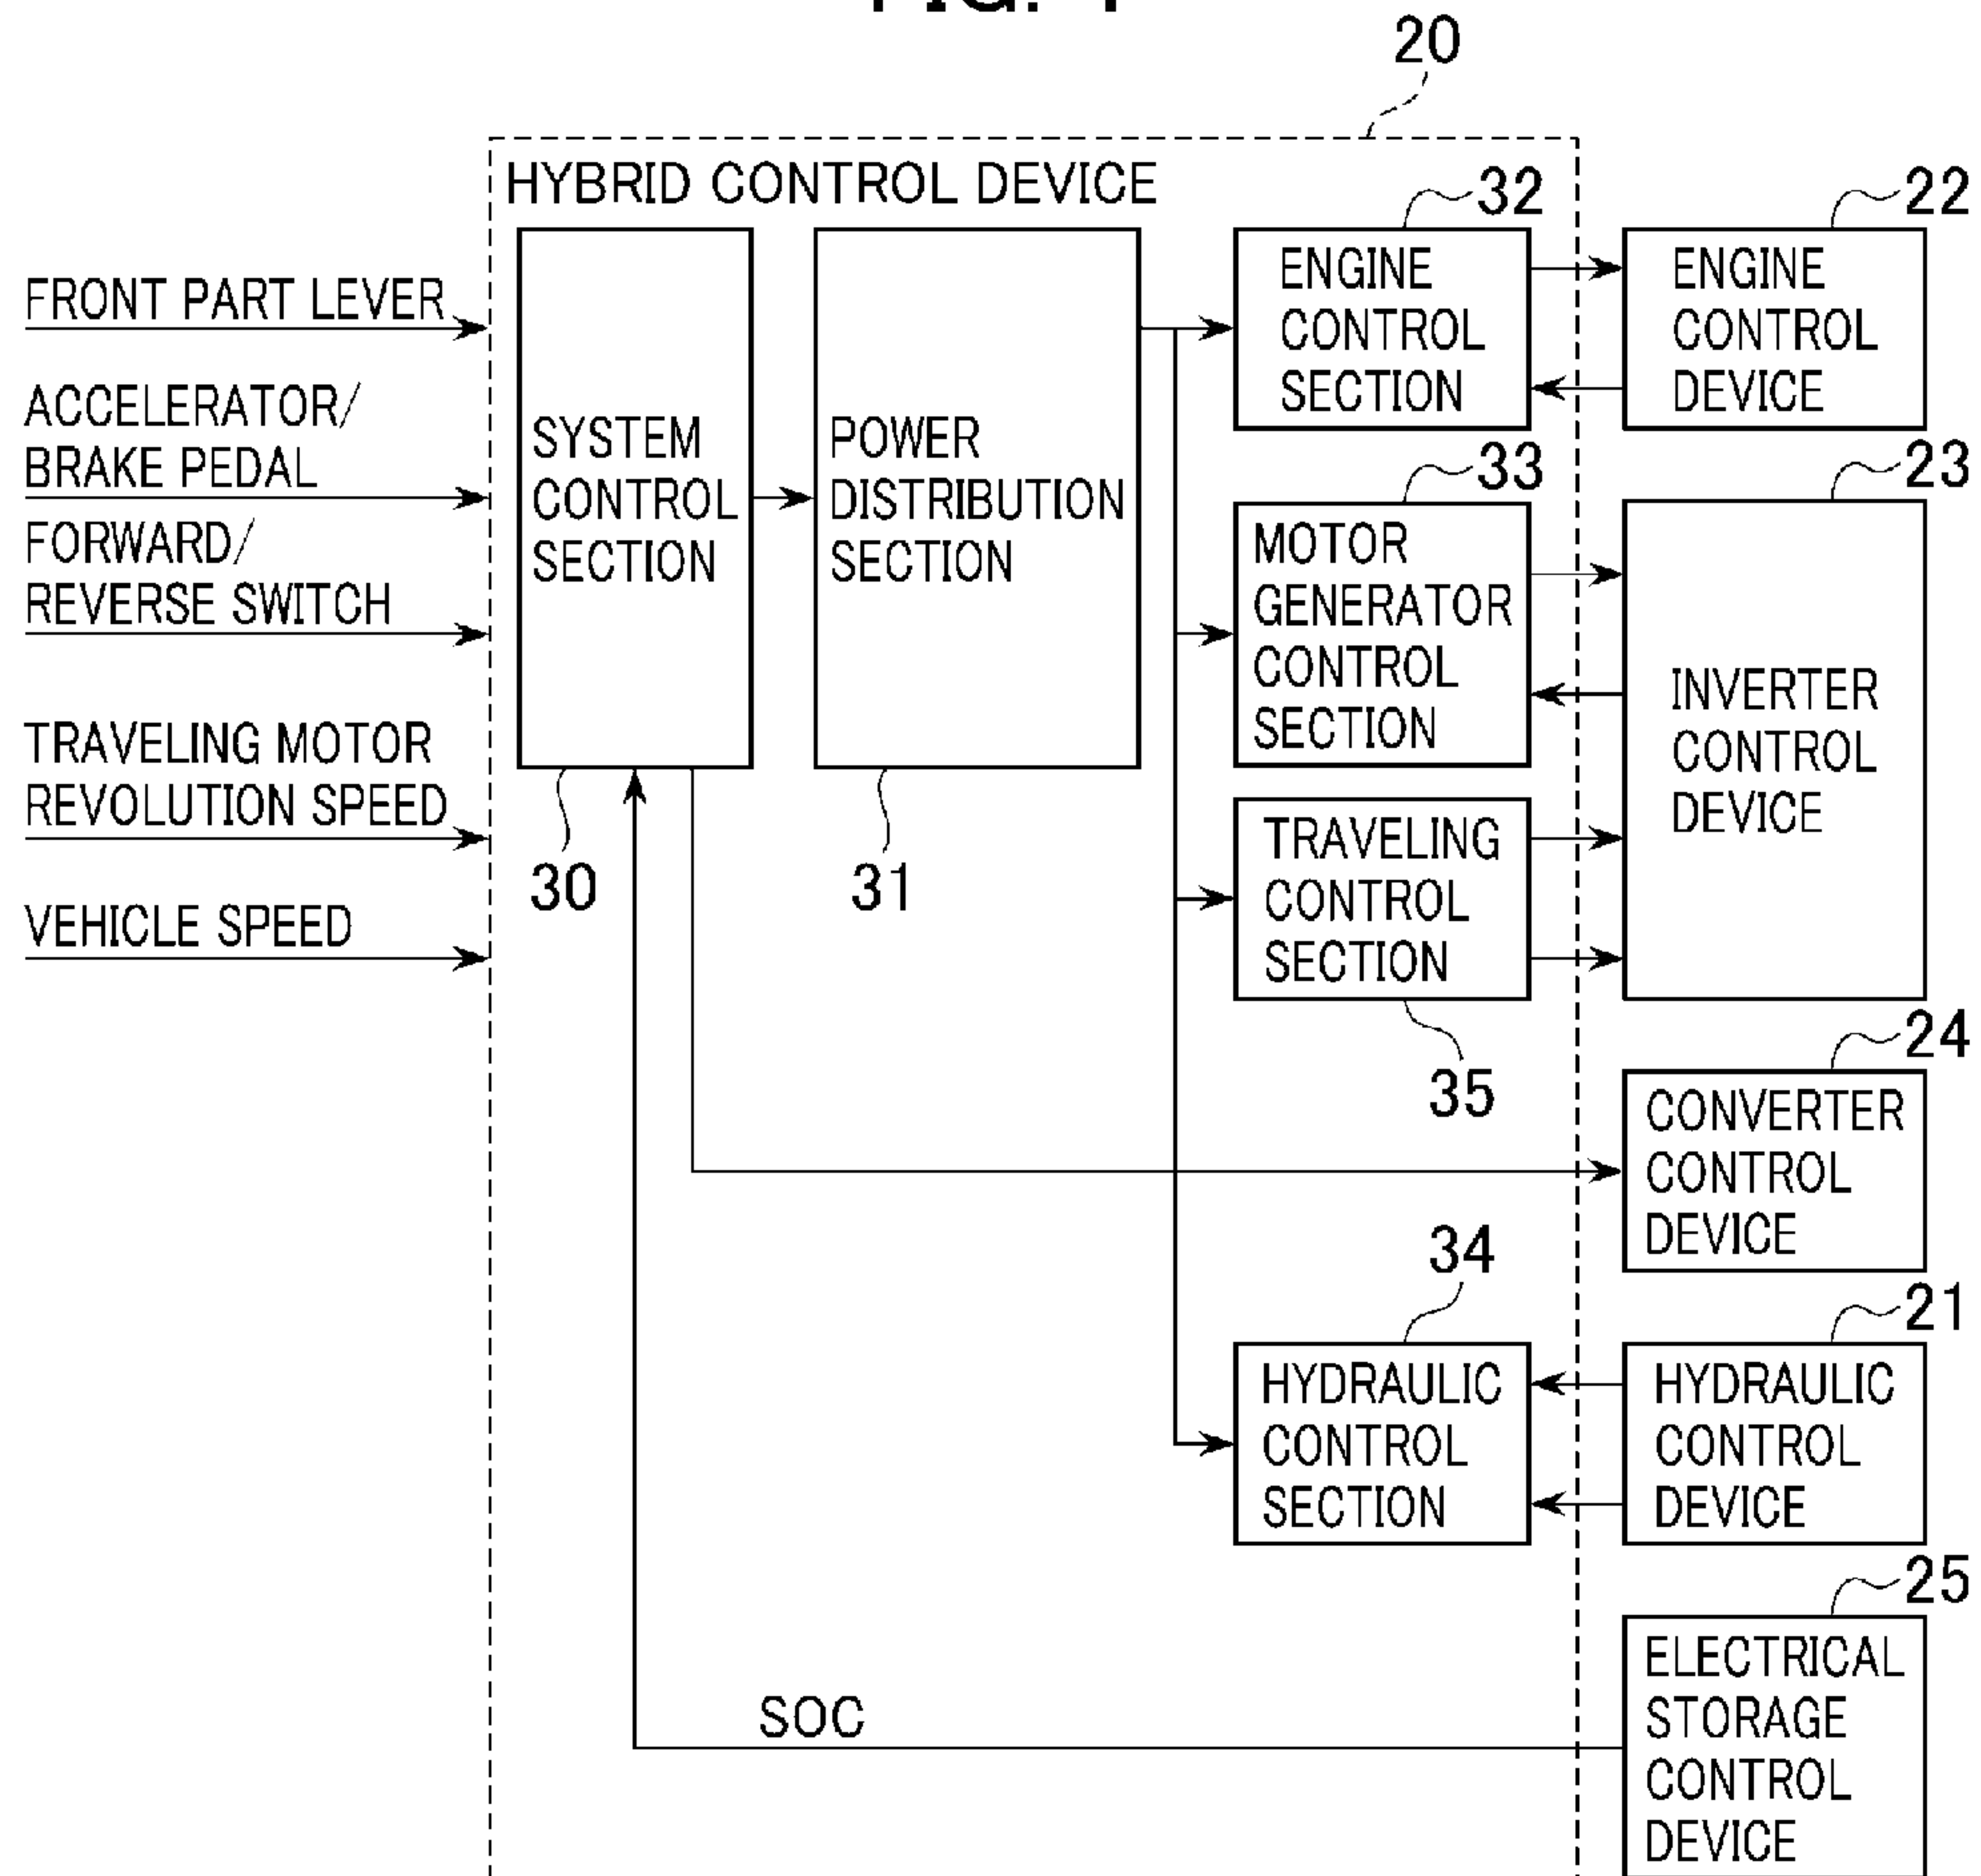 20
HYBRID CONTROL DEVICE
FRONT PART LEVER
ACCELERATOR/
BRAKE PEDAL
FORWARD/
REVERSE SWITCH
TRAVELING MOTOR
REVOLUTION SPEED
VEHICLE SPEED
SYSTEM
CONTROL
SECTION
30
POWER
DISTRIBUTION
SECTION
31
32
ENGINE
CONTROL
SECTION
22
ENGINE
CONTROL
DEVICE
33
MOTOR
GENERATOR
CONTROL
SECTION
23
INVERTER
CONTROL
DEVICE
TRAVELING
CONTROL
SECTION
35
24
CONVERTER
CONTROL
DEVICE
34
HYDRAULIC
CONTROL
SECTION
21
HYDRAULIC
CONTROL
DEVICE
25
ELECTRICAL
STORAGE
CONTROL
DEVICE
SOC